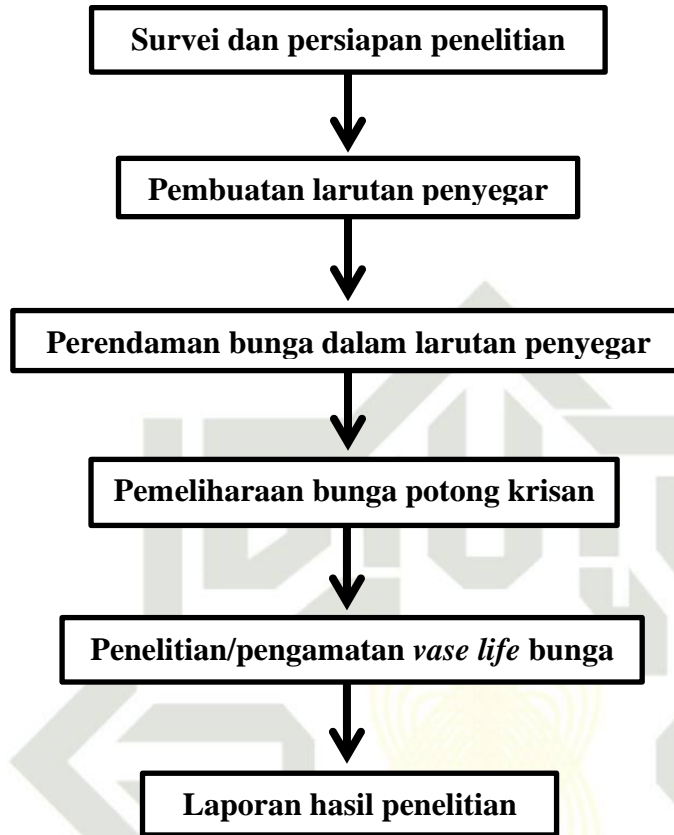 Survei dan persiapan penelitian
Pembuatan larutan penyegar
Perendaman bunga dalam larutan penyegar
Pemeliharaan bunga potong krisan
Penelitian/pengamatan vase life bunga
Laporan hasil penelitian